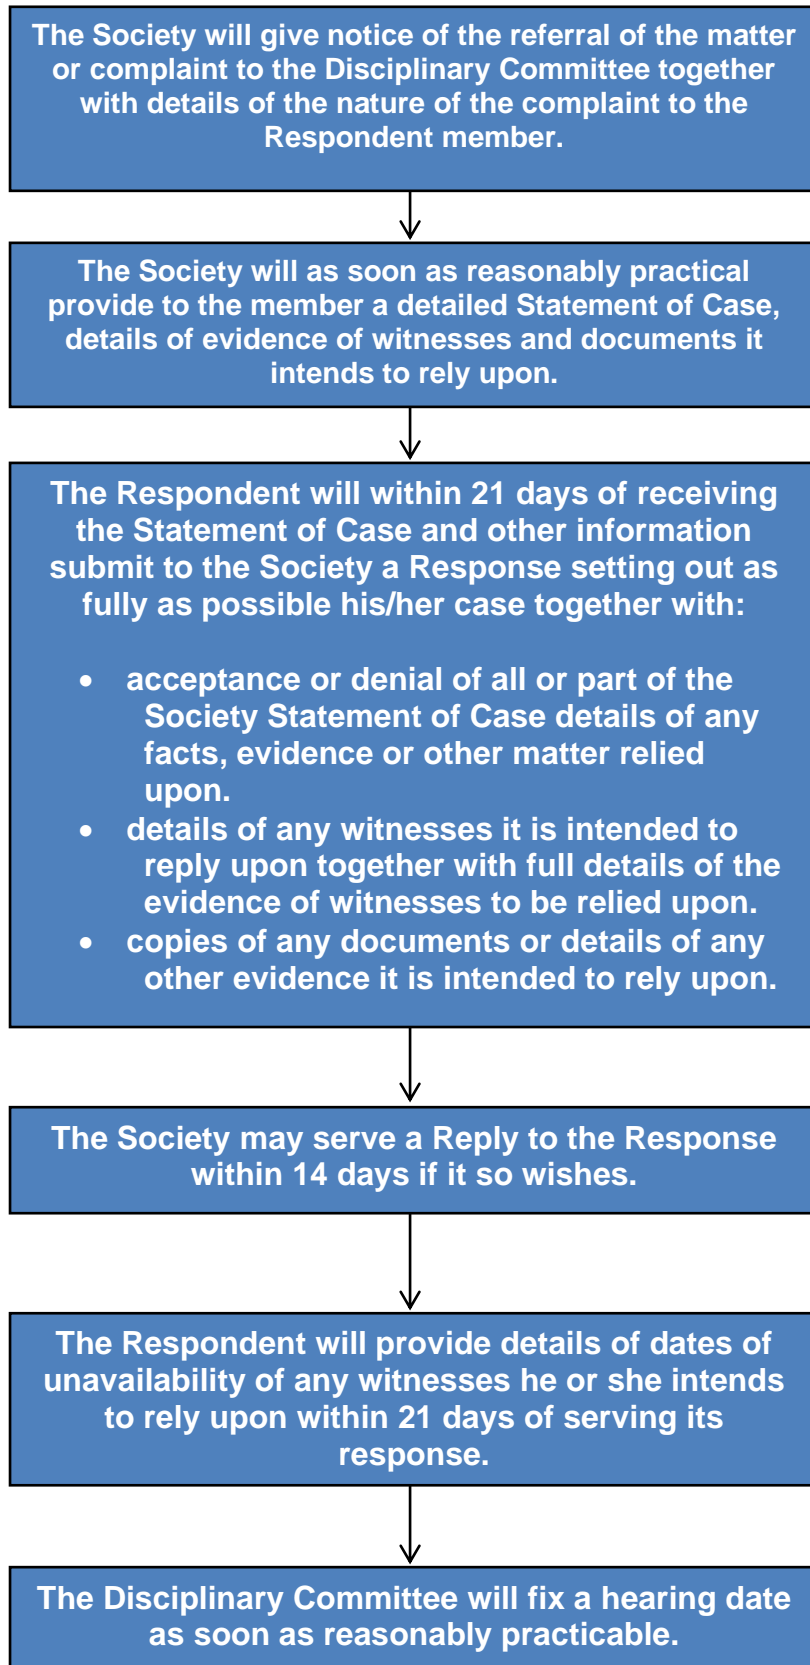 The Society will give notice of the referral of the matter
or complaint to the Disciplinary Committee together
with details of the nature of the complaint to the
Respondent member.
The Society will as soon as reasonably practical
provide to the member a detailed Statement of Case,
details of evidence of witnesses and documents it
intends to rely upon.
The Respondent will within 21 days of receiving
the Statement of Case and other information
submit to the Society a Response setting out as
fully as possible his/her case together with:
• acceptance or denial of all or part of the
Society Statement of Case details of any
facts, evidence or other matter relied
upon.
• details of any witnesses it is intended to
reply upon together with full details of the
evidence of witnesses to be relied upon.
• copies of any documents or details of any
other evidence it is intended to rely upon.
The Society may serve a Reply to the Response
within 14 days if it so wishes.
The Respondent will provide details of dates of
unavailability of any witnesses he or she intends
to rely upon within 21 days of serving its
response.
The Disciplinary Committee will fix a hearing date
as soon as reasonably practicable.